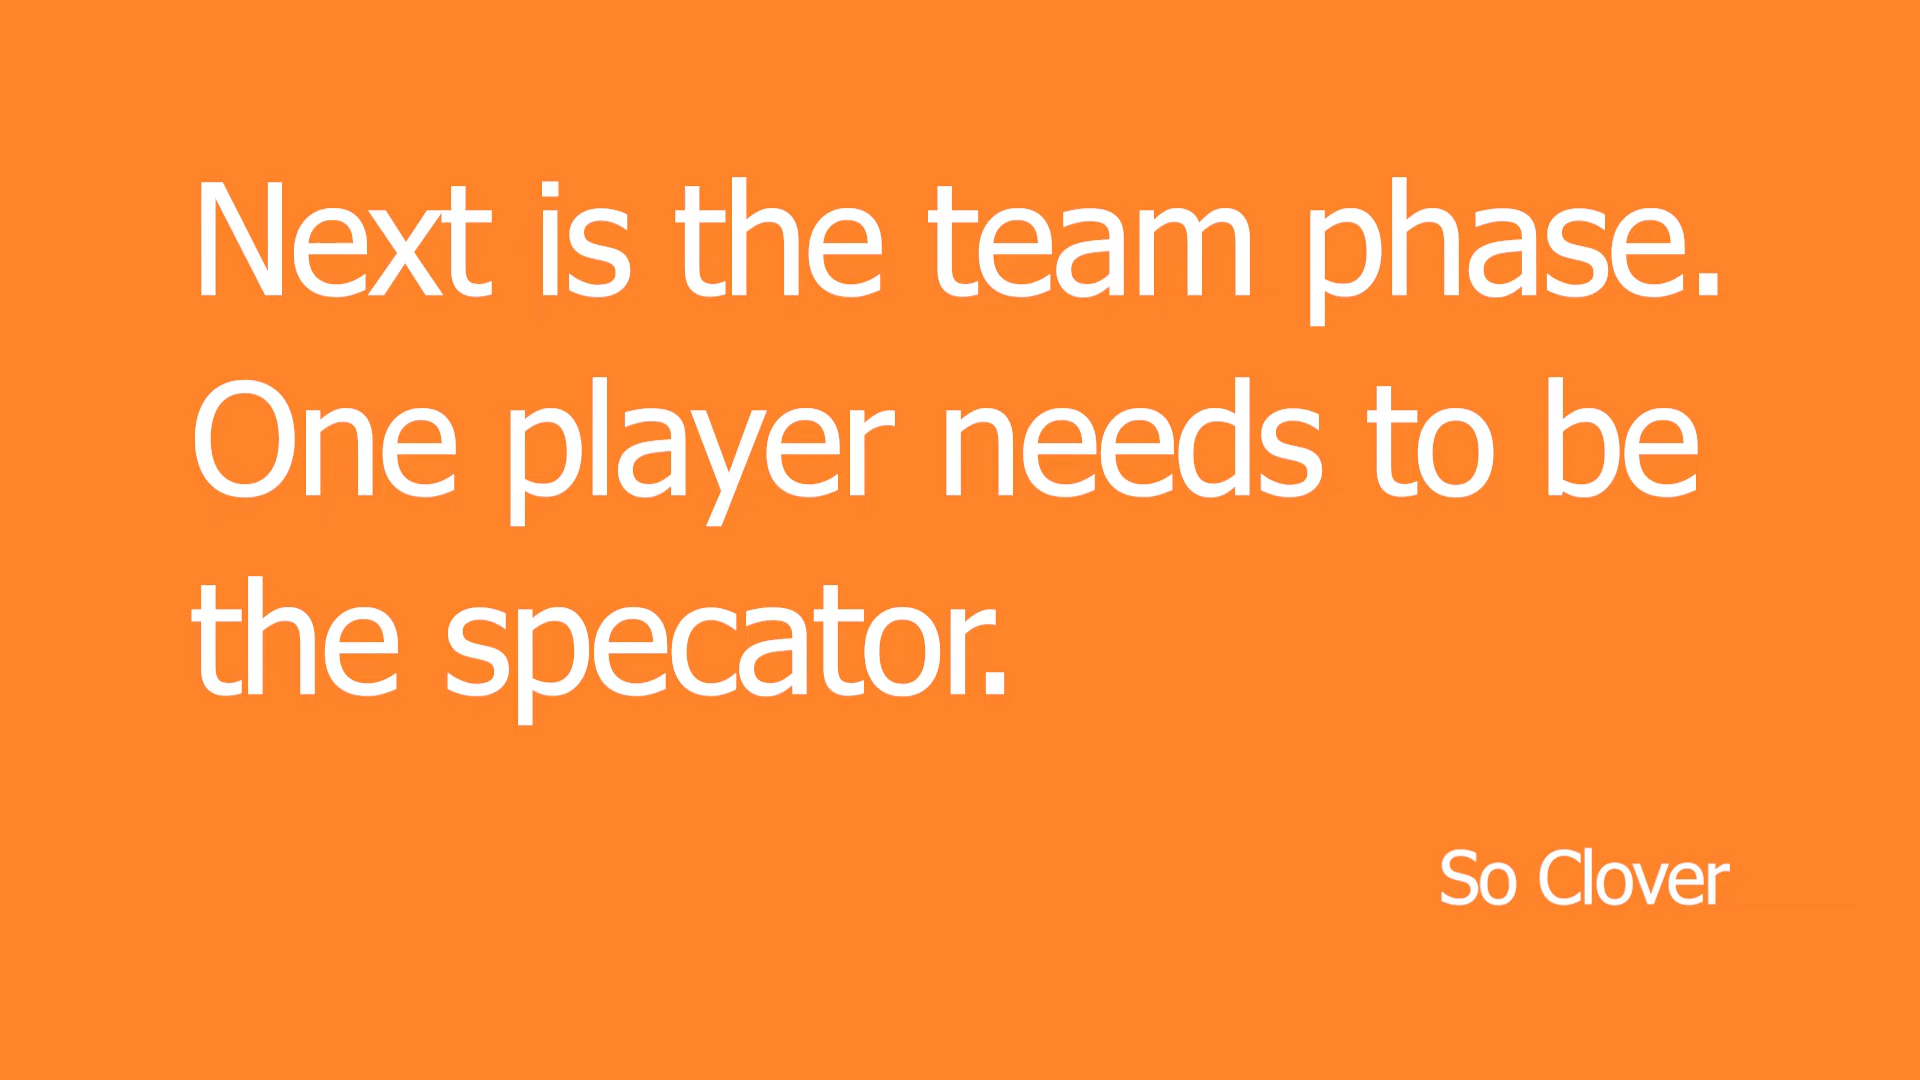 Next is the team phase.
One player needs to be
the specator.
So Clover